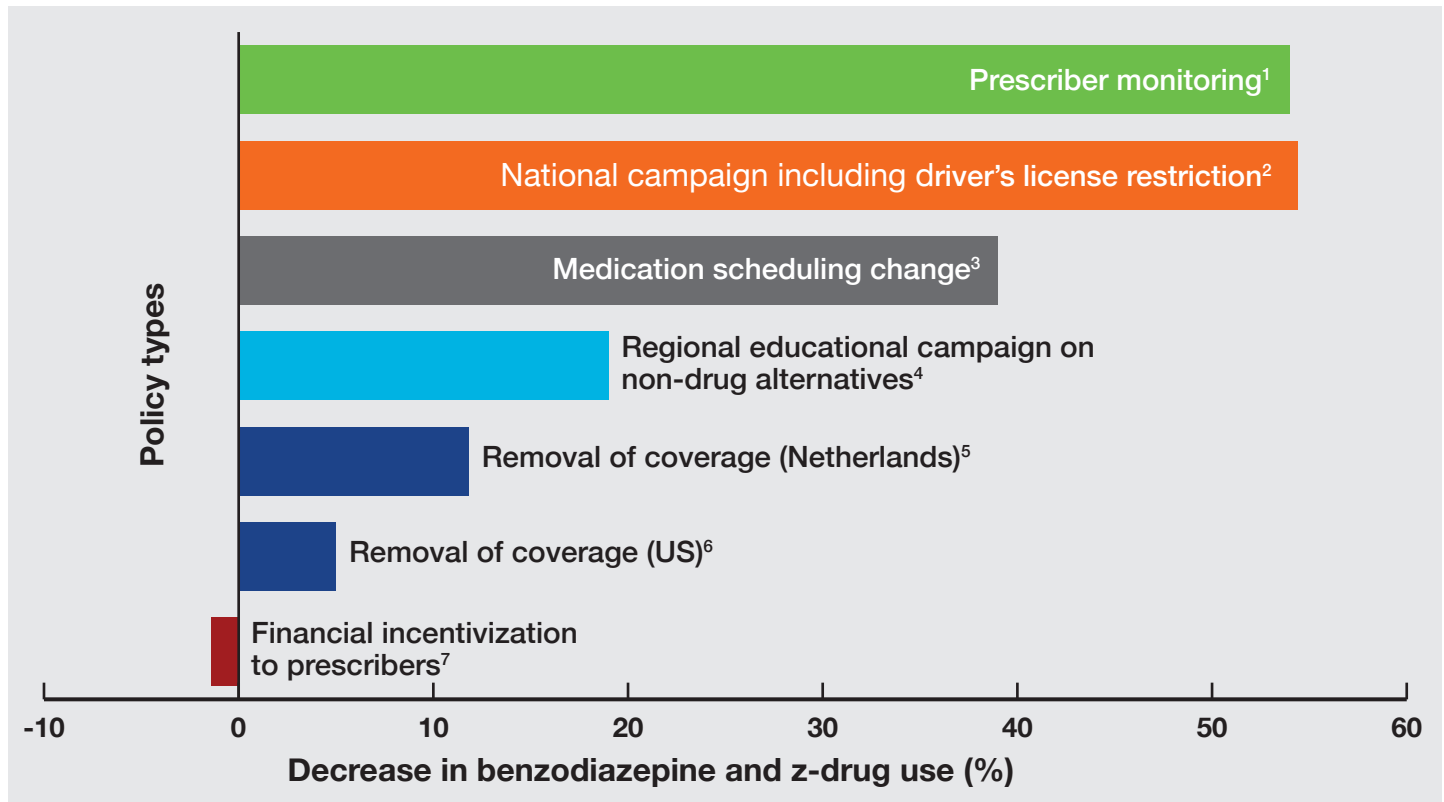 Prescriber monitoring¹
National campaign including driver’s license restriction²
Medication scheduling change³
Regional educational campaign on
non-drug alternatives⁴
Removal of coverage (Netherlands)⁵
Removal of coverage (US)⁶
Financial incentivization
to prescribers⁷
Policy types
-10 0 10 20 30 40 50 60
Decrease in benzodiazepine and z-drug use (%)